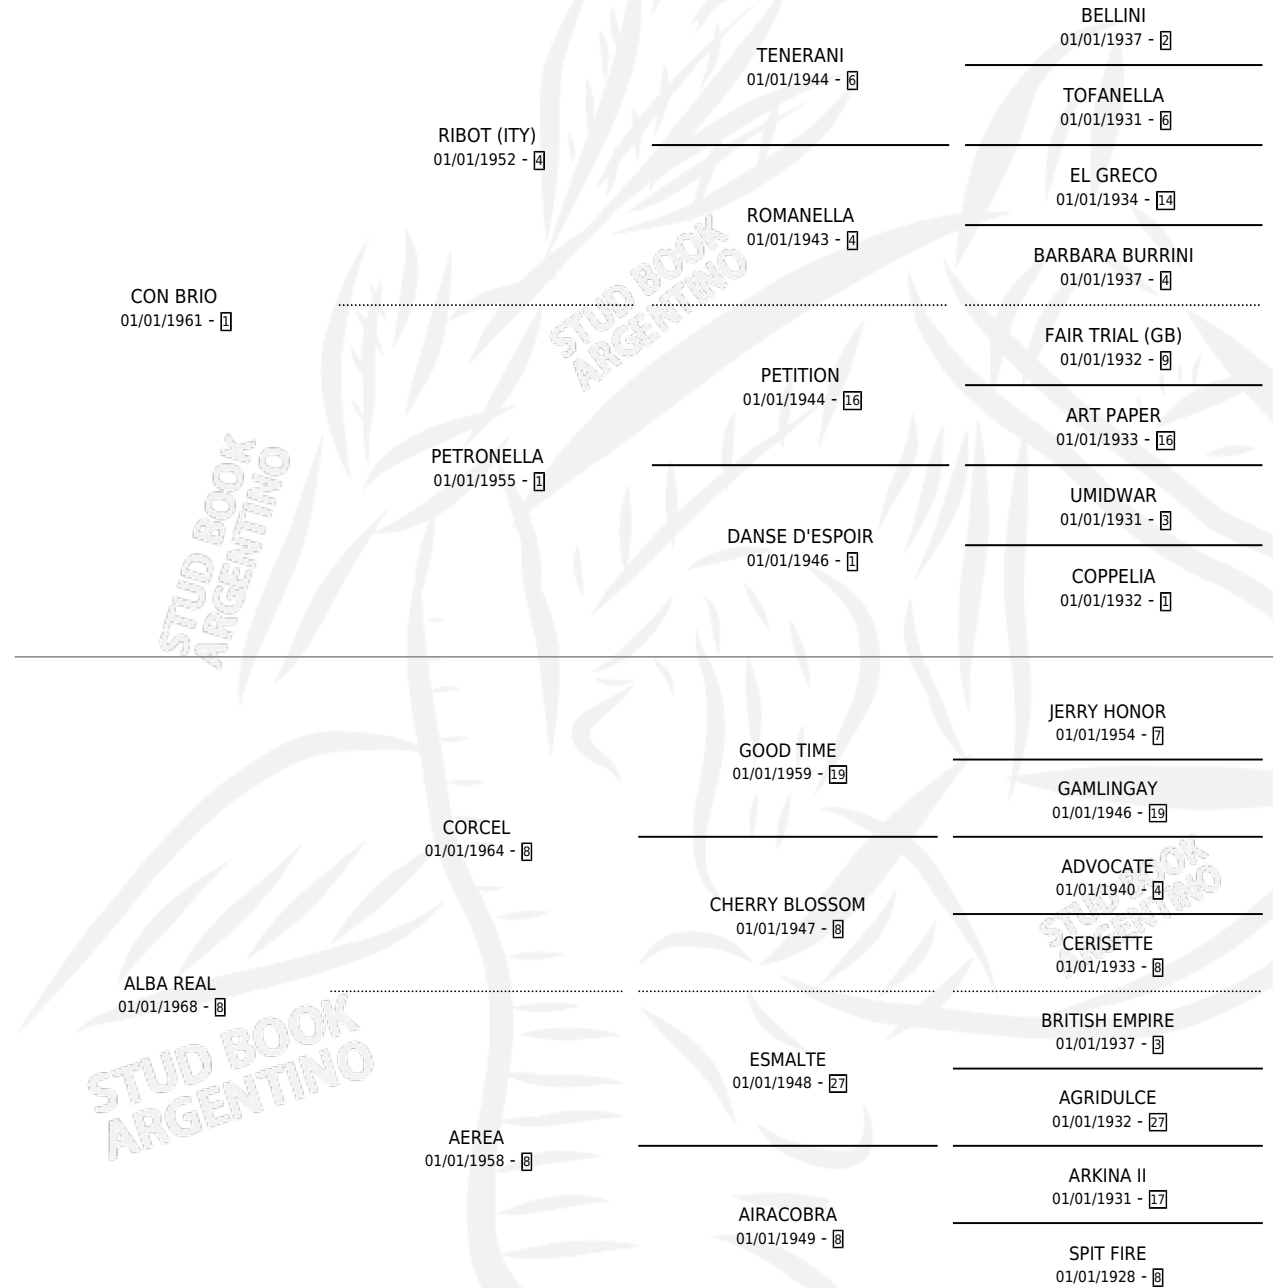 BELLINI
01/01/1937 - 2
TENERANI
01/01/1944 - 6
TOFANELLA
01/01/1931 - 6
RIBOT (ITY)
01/01/1952 - 4
EL GRECO
01/01/1934 - 14
ROMANELLA
01/01/1943 - 4
BARBARA BURRINI
01/01/1937 - 4
CON BRIO
01/01/1961 - 1
FAIR TRIAL (GB)
01/01/1932 - 9
PETITION
01/01/1944 - 16
ART PAPER
01/01/1933 - 16
PETRONELLA
01/01/1955 - 1
UMIDWAR
01/01/1931 - 3
DANSE D'ESPOIR
01/01/1946 - 1
COPPELIA
01/01/1932 - 1
JERRY HONOR
01/01/1954 - 7
GOOD TIME
01/01/1959 - 19
GAMLINGAY
01/01/1946 - 19
CORCEL
01/01/1964 - 8
ADVOCATE
01/01/1940 - 4
CHERRY BLOSSOM
01/01/1947 - 8
CERISETTE
01/01/1933 - 8
ALBA REAL
01/01/1968 - 8
BRITISH EMPIRE
01/01/1937 - 3
ESMALTE
01/01/1948 - 27
AGRIDULCE
01/01/1932 - 27
AEREA
01/01/1958 - 8
ARKINA II
01/01/1931 - 17
AIRACOBRA
01/01/1949 - 8
SPIT FIRE
01/01/1928 - 8
STUD BOOK
ARGENTINO
STUD BOOK
ARGENTINO
STUD BOOK
ARGENTINO
STUD BOOK
ARGENTINO